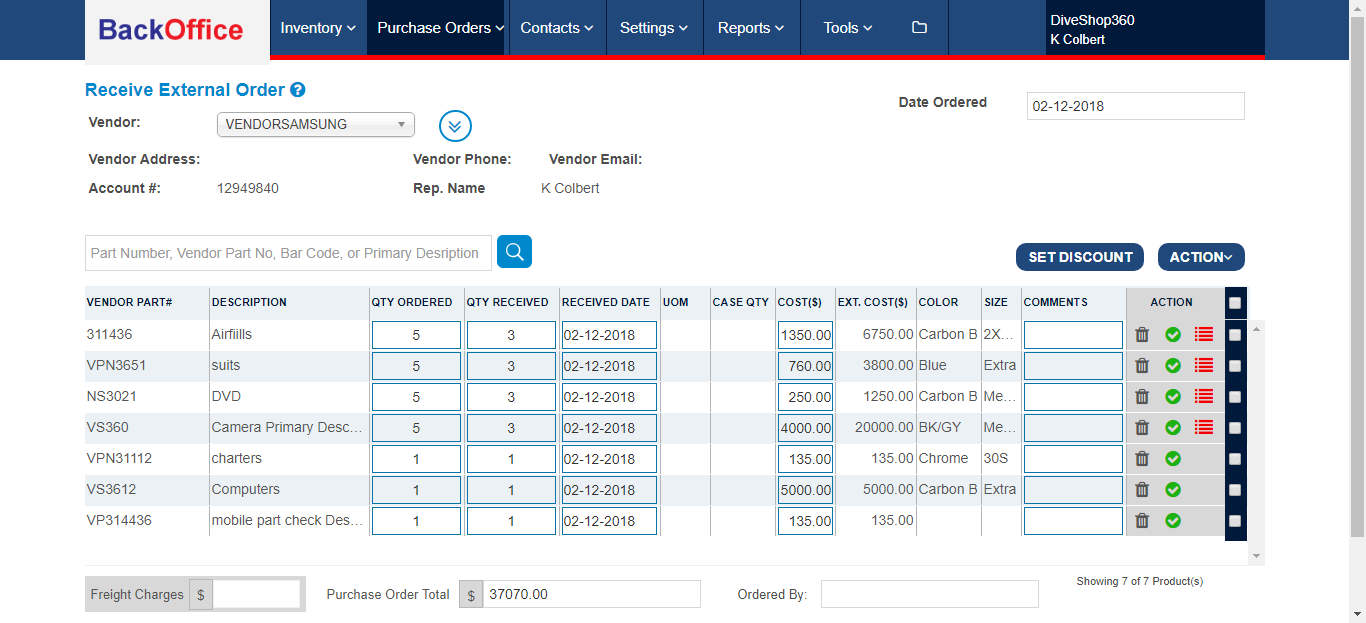 BackOffice
Inventory Purchase Orders Contacts Settings Reports Tools
DiveShop360
K Colbert
Receive External Order ?
Date Ordered 02-12-2018
Vendor: VENDORSAMSUNG
Vendor Address: Vendor Phone: Vendor Email:
Account #: 12949840 Rep. Name K Colbert
Part Number, Vendor Part No, Bar Code, or Primary Desription
SET DISCOUNT ACTION
VENDOR PART# DESCRIPTION QTY ORDERED QTY RECEIVED RECEIVED DATE UOM CASE QTY COST($) EXT. COST($) COLOR SIZE COMMENTS ACTION
311436 Airfiills 5 3 02-12-2018 1350.00 6750.00 Carbon B 2X...
VPN3651 suits 5 3 02-12-2018 760.00 3800.00 Blue Extra
NS3021 DVD 5 3 02-12-2018 250.00 1250.00 Carbon B Me...
VS360 Camera Primary Desc... 5 3 02-12-2018 4000.00 20000.00 BK/GY Me...
VPN31112 charters 1 1 02-12-2018 135.00 135.00 Chrome 30S
VS3612 Computers 1 1 02-12-2018 5000.00 5000.00 Carbon B Extra
VP314436 mobile part check Des... 1 1 02-12-2018 135.00 135.00
Freight Charges $ Purchase Order Total $ 37070.00 Ordered By: Showing 7 of 7 Product(s)